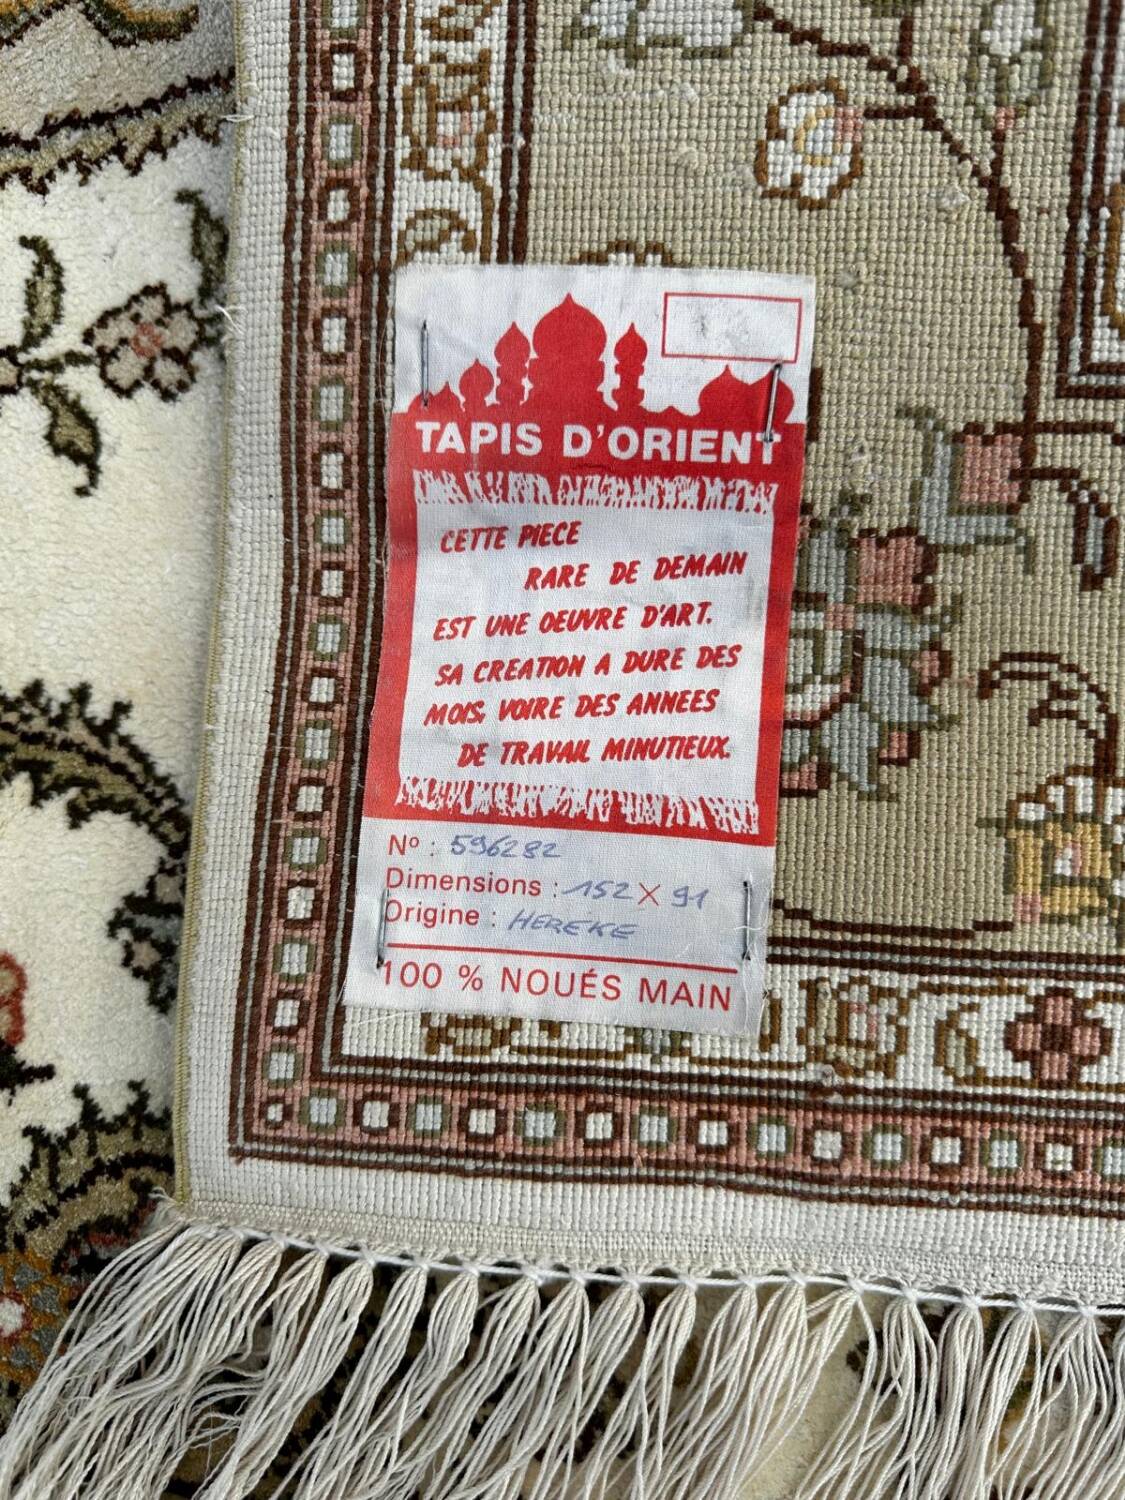 TAPIS D'ORIENT
CETTE PIECE
RARE DE DEMAIN
EST UNE OEUVRE D'ART.
SA CREATION A DURE DES
MOIS, VOIRE DES ANNEES
DE TRAVAIL MINUTIEUX.
Nº : 596282
Dimensions : 152 X 91
Origine : HEREKE
100 % NOUÉS MAIN